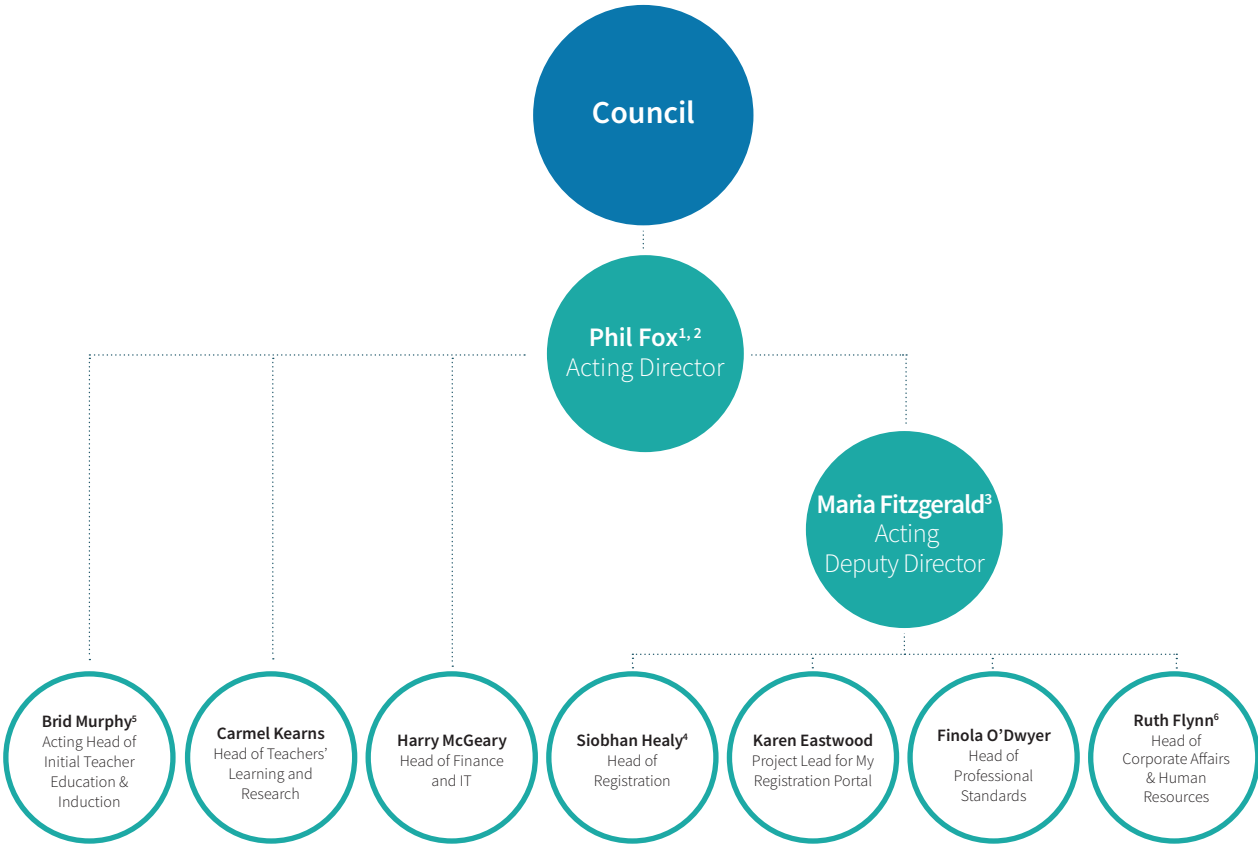 Council
Phil Fox1, 2
Acting Director
Maria Fitzgerald3
Acting
Deputy Director
Brid Murphy5
Acting Head of
Initial Teacher
Education &
Induction
Carmel Kearns
Head of Teachers’
Learning and
Research
Harry McGeary
Head of Finance
and IT
Siobhan Healy4
Head of
Registration
Karen Eastwood
Project Lead for My
Registration Portal
Finola O’Dwyer
Head of
Professional
Standards
Ruth Flynn6
Head of
Corporate Affairs
& Human
Resources